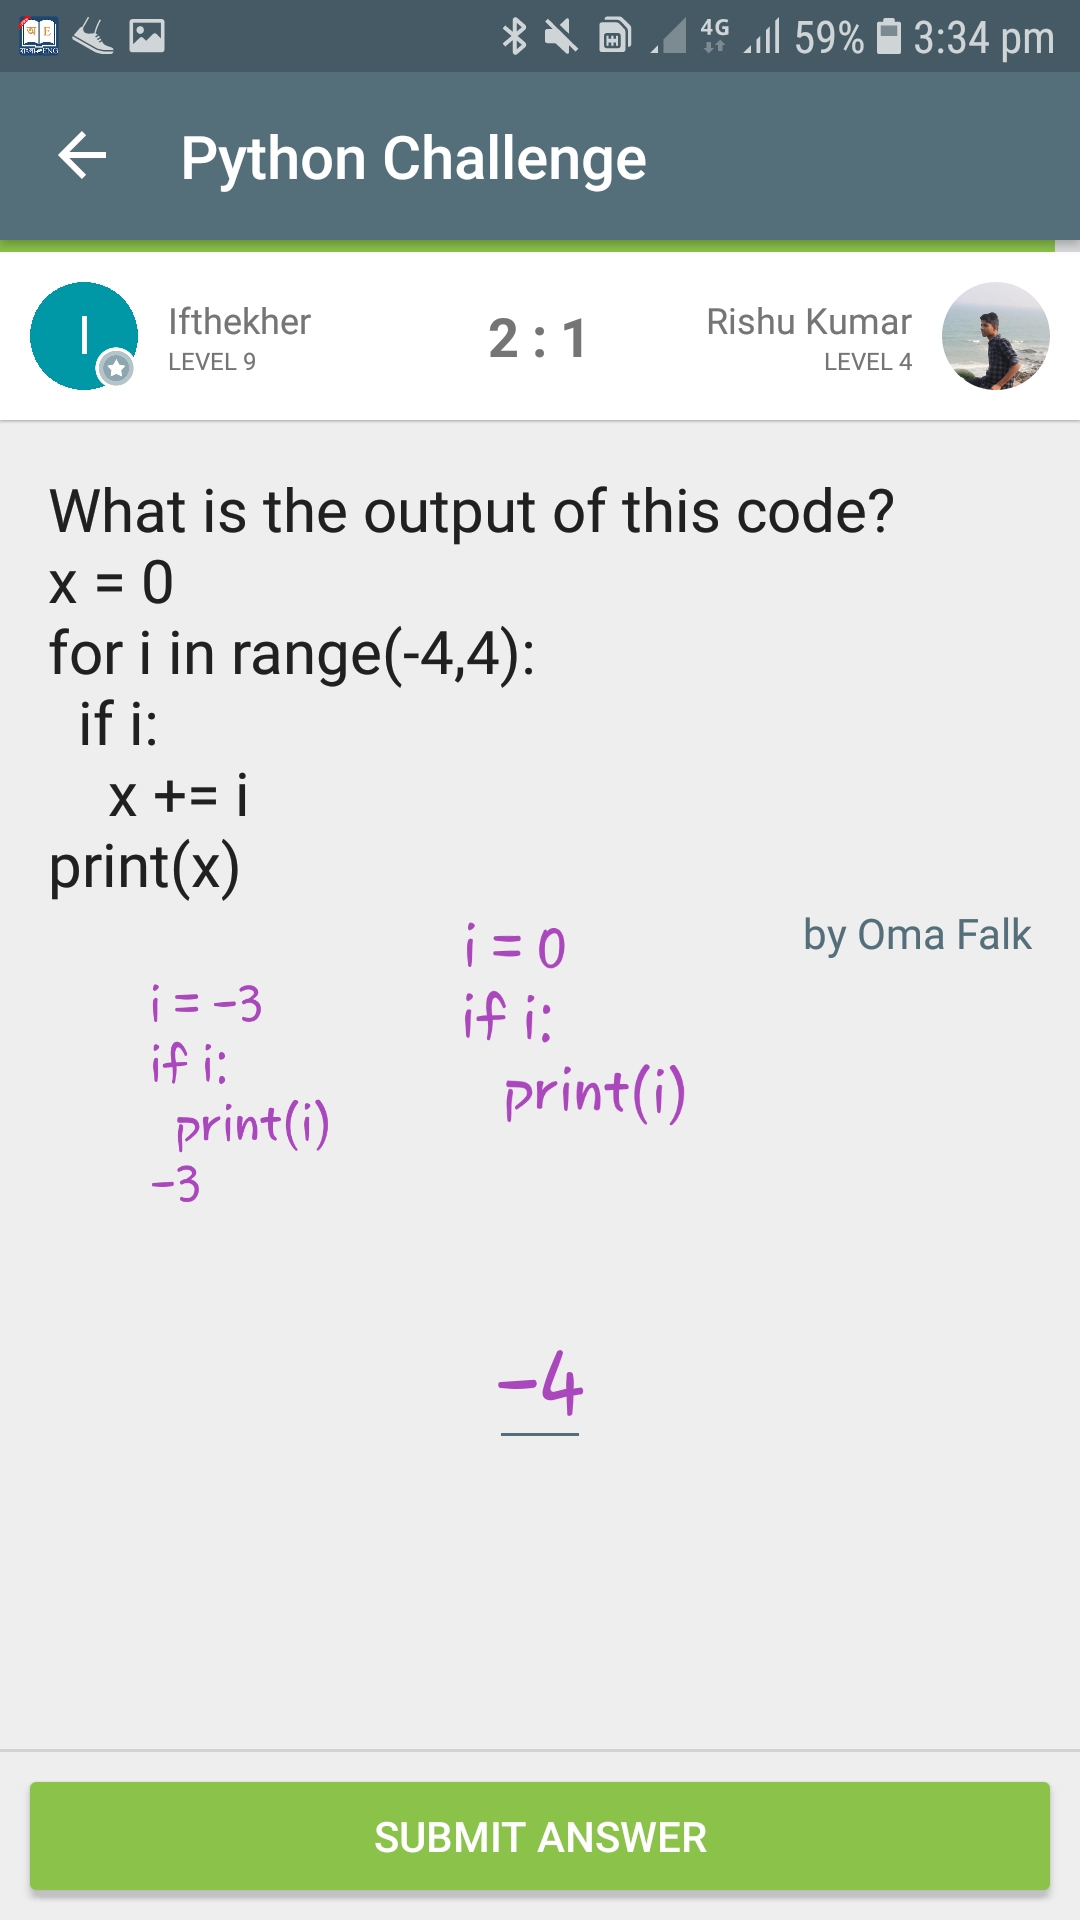 4G 59% 3:34 pm
Python Challenge
I Ifthekher 2 : 1 Rishu Kumar
LEVEL 9 LEVEL 4
What is the output of this code?
x = 0
for i in range(-4,4):
if i:
x += i
print(x)
by Oma Falk
i = -3
if i:
print(i)
-3
i = 0
if i:
print(i)
-4
SUBMIT ANSWER